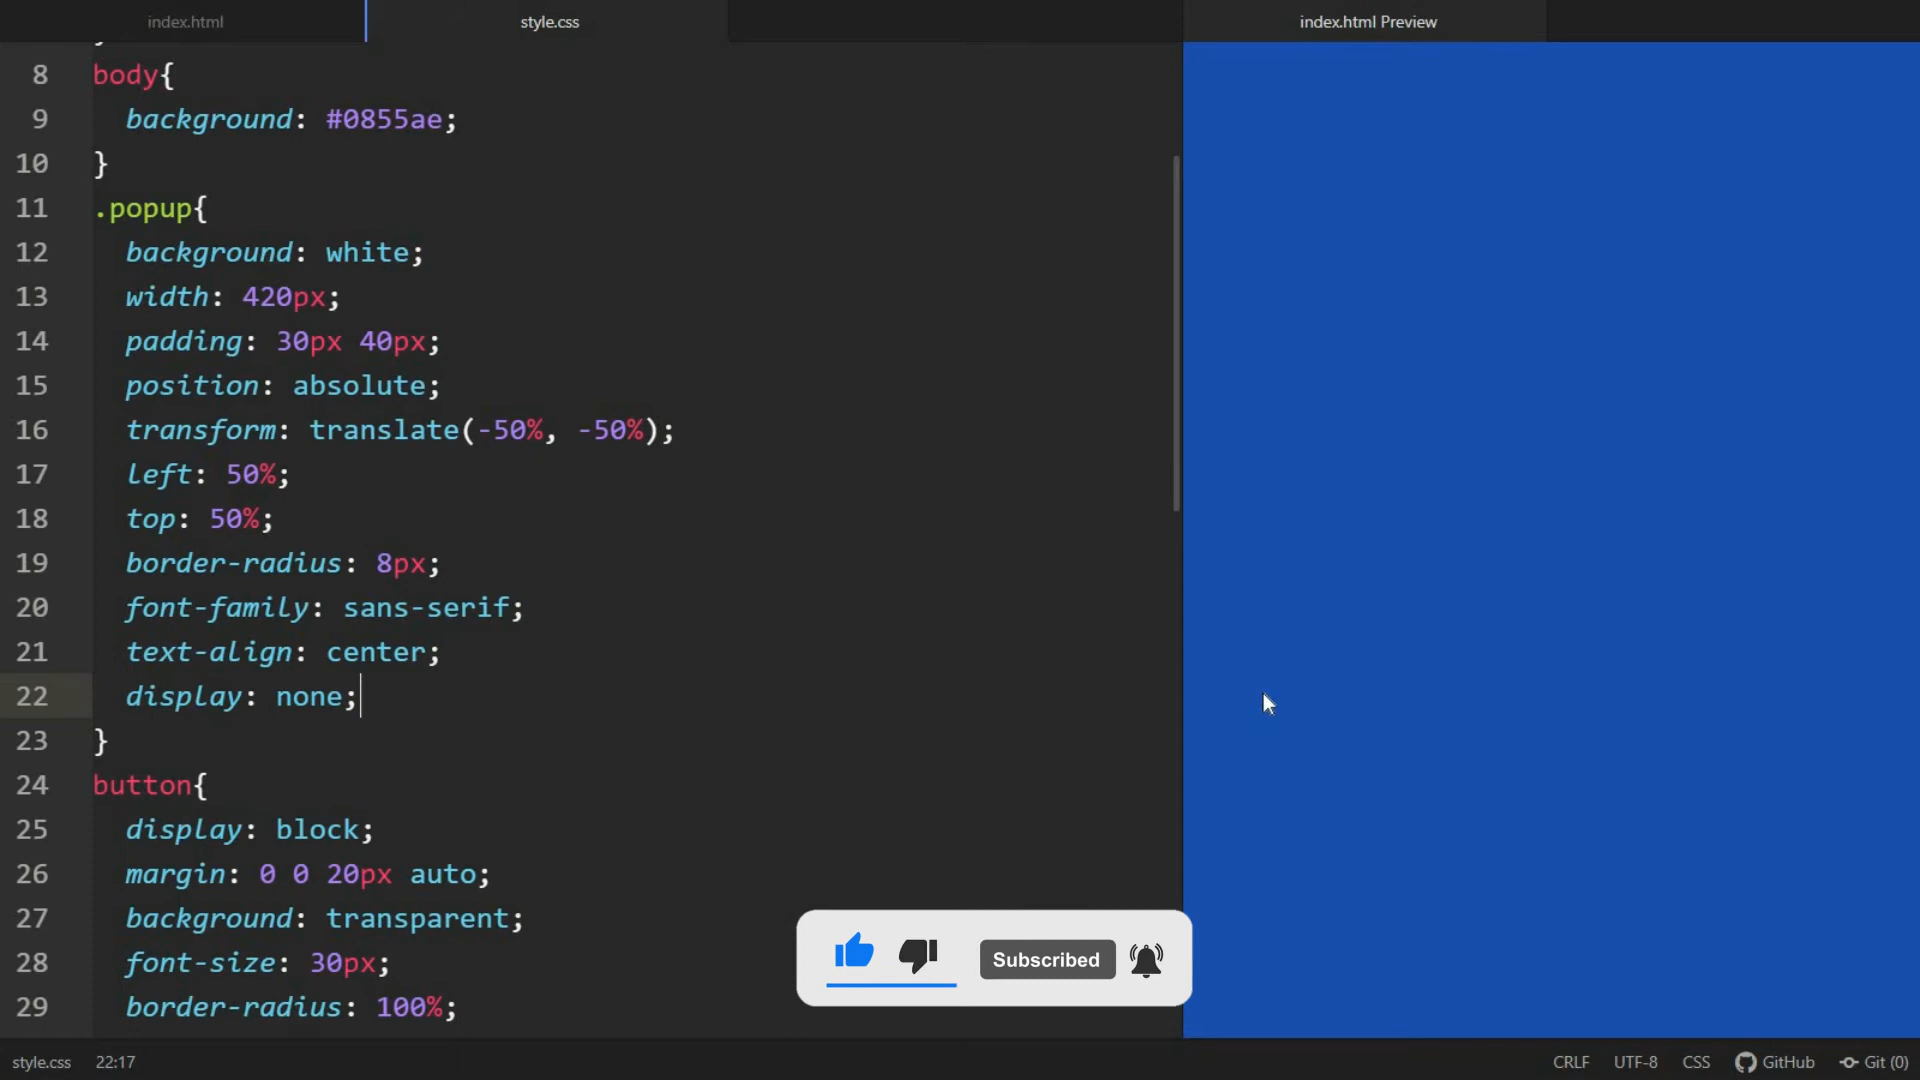 index.html
style.css
index.html Preview
8 body{
9 background: #0855ae;
10 }
11 .popup{
12 background: white;
13 width: 420px;
14 padding: 30px 40px;
15 position: absolute;
16 transform: translate(-50%, -50%);
17 left: 50%;
18 top: 50%;
19 border-radius: 8px;
20 font-family: sans-serif;
21 text-align: center;
22 display: none;
23 }
24 button{
25 display: block;
26 margin: 0 0 20px auto;
27 background: transparent;
28 font-size: 30px;
29 border-radius: 100%;
Subscribed
style.css 22:17 CRLF UTF-8 CSS GitHub Git (0)